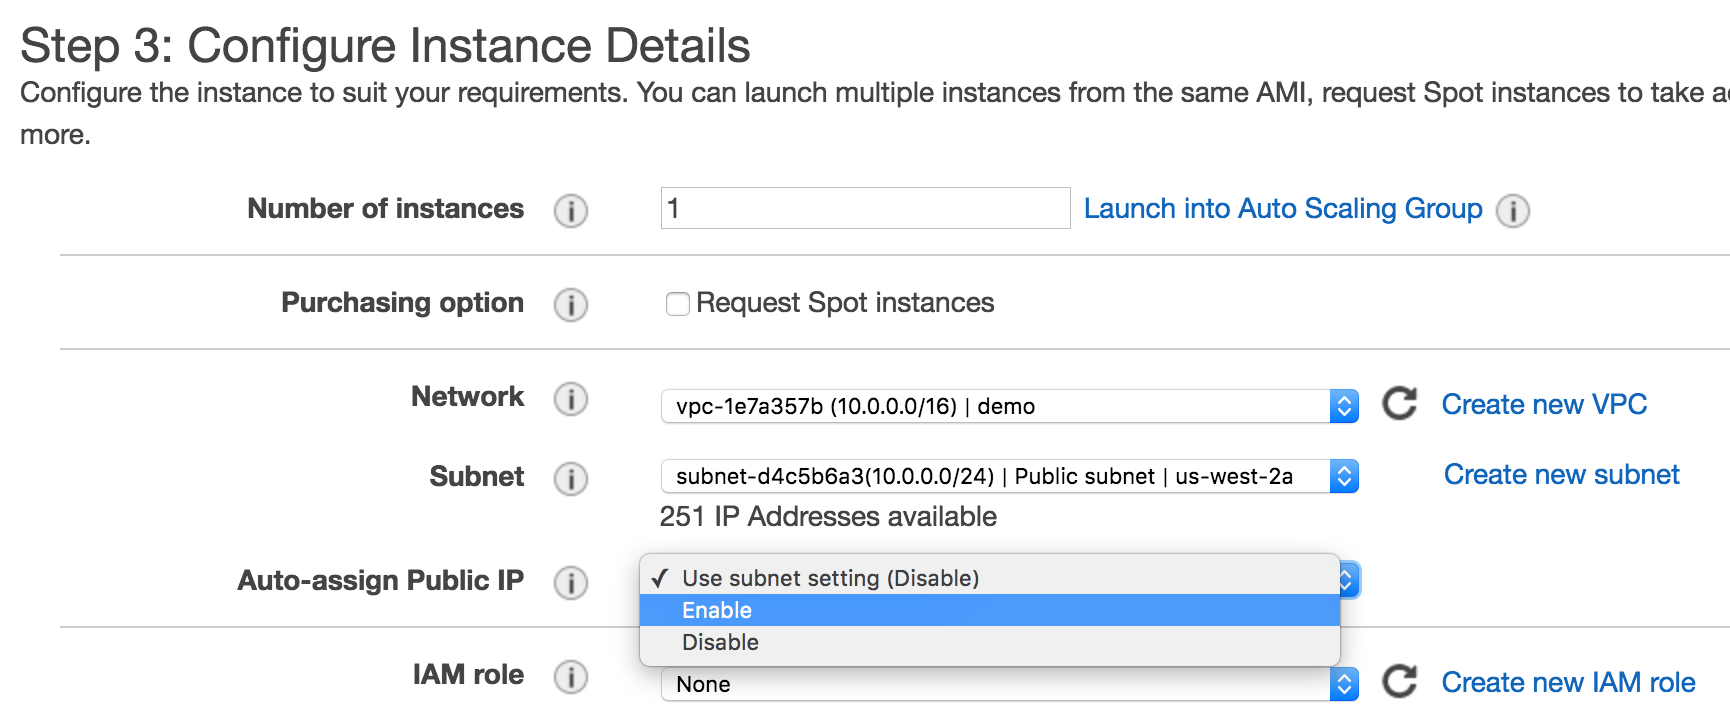 Step 3: Configure Instance Details
Configure the instance to suit your requirements. You can launch multiple instances from the same AMI, request Spot instances to take
more.
Number of instances i 1 Launch into Auto Scaling Group i
Purchasing option i Request Spot instances
Network i vpc-1e7a357b (10.0.0.0/16) | demo Create new VPC
Subnet i subnet-d4c5b6a3(10.0.0.0/24) | Public subnet | us-west-2a Create new subnet
251 IP Addresses available
Auto-assign Public IP i ✓ Use subnet setting (Disable)
Enable
Disable
IAM role i None Create new IAM role